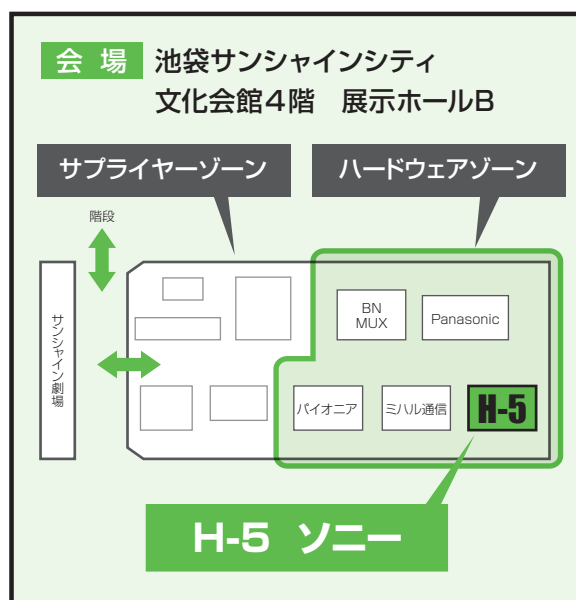 会 場 池袋サンシャインシティ
文化会館4階 展示ホールB
サプライヤーゾーン
ハードウェアゾーン
階段
サンシャイン劇場
BN
MUX
Panasonic
パイオニア
ミハル通信
H-5
H-5 ソニー